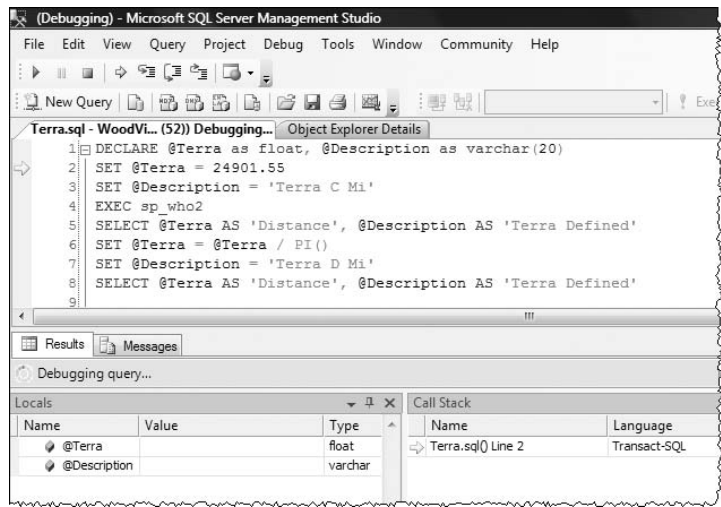 (Debugging) - Microsoft SQL Server Management Studio
File Edit View Query Project Debug Tools Window Community Help
New Query
Exe
Terra.sql - WoodVi... (52)) Debugging... Object Explorer Details
1 DECLARE @Terra as float, @Description as varchar(20)
2 SET @Terra = 24901.55
3 SET @Description = 'Terra C Mi'
4 EXEC sp_who2
5 SELECT @Terra AS 'Distance', @Description AS 'Terra Defined'
6 SET @Terra = @Terra / PI()
7 SET @Description = 'Terra D Mi'
8 SELECT @Terra AS 'Distance', @Description AS 'Terra Defined'
9
Results Messages
Debugging query...
Locals
Name Value Type
@Terra float
@Description varchar
Call Stack
Name Language
Terra.sql() Line 2 Transact-SQL